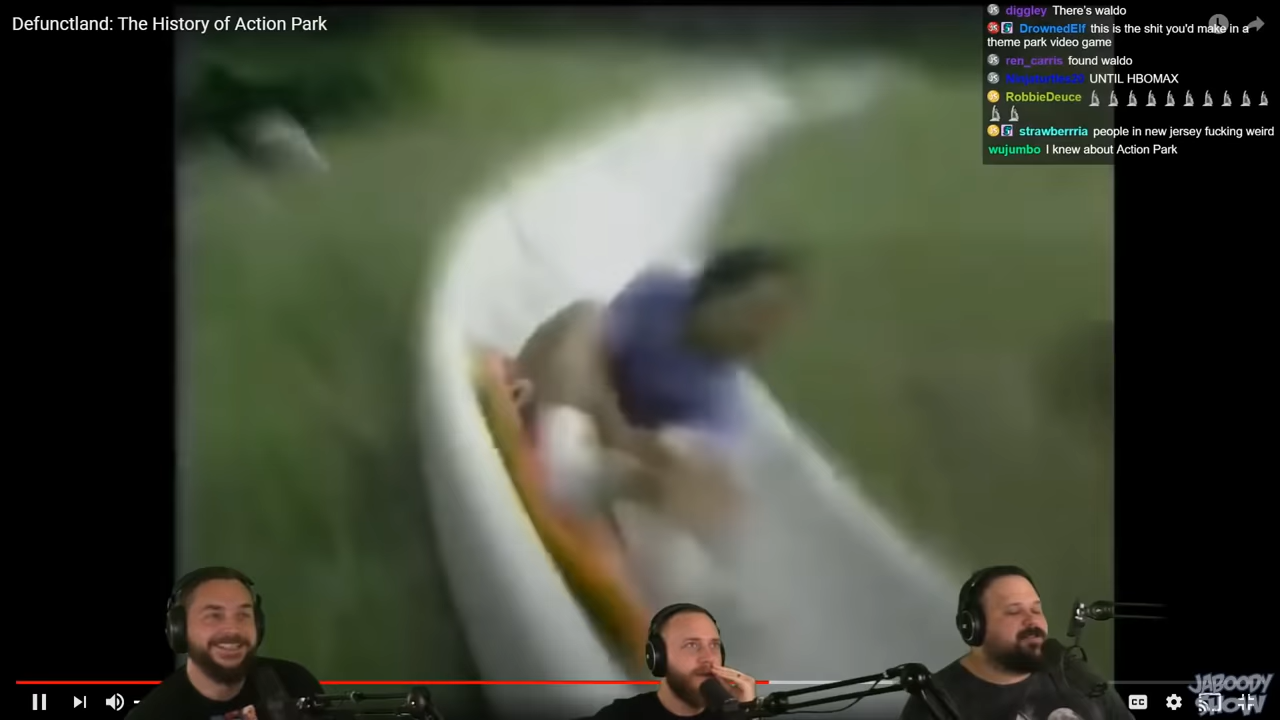 Defunctland: The History of Action Park
diggley There's waldo
DrownedElf this is the shit you'd make in a
theme park video game
ren_carris found waldo
UNTIL HBOMAX
RobbieDeuce
strawberrria people in new jersey fucking weird
wujumbo I knew about Action Park
CC
JABOODY
SHOW